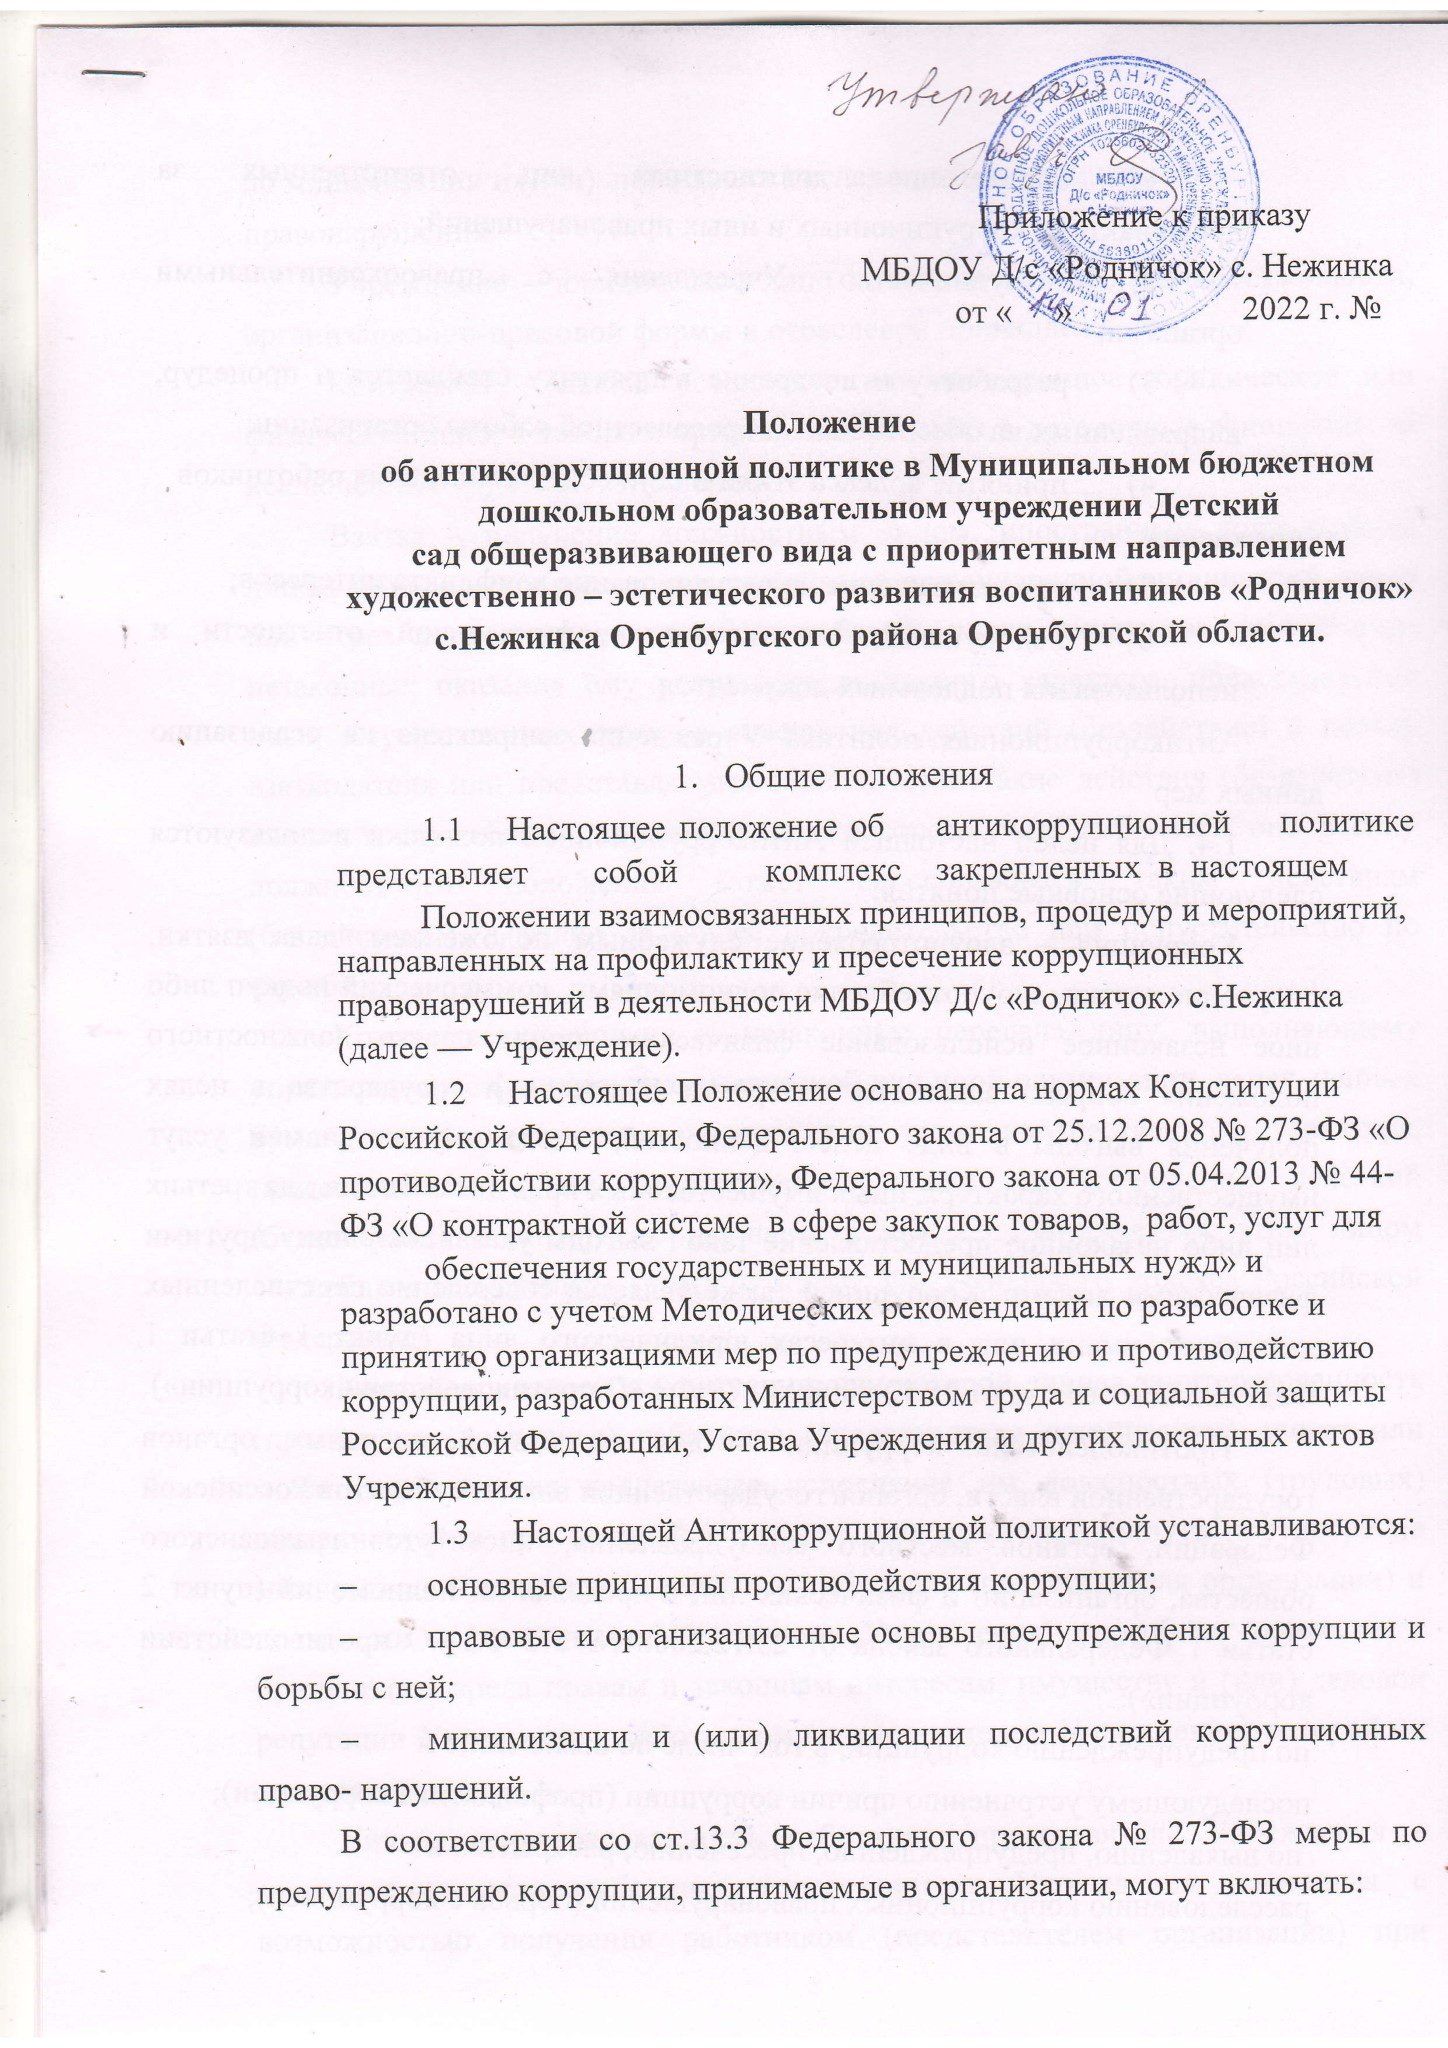 Утверждаю
Зав.
МБДОУ
Д/с «Родничок»
с.Нежинка
Приложение к приказу
МБДОУ Д/с «Родничок» с. Нежинка
от « 14 » 01 2022 г. №
Положение
об антикоррупционной политике в Муниципальном бюджетном
дошкольном образовательном учреждении Детский
сад общеразвивающего вида с приоритетным направлением
художественно – эстетического развития воспитанников «Родничок»
с.Нежинка Оренбургского района Оренбургской области.
1. Общие положения
1.1 Настоящее положение об антикоррупционной политике
представляет собой комплекс закрепленных в настоящем
Положении взаимосвязанных принципов, процедур и мероприятий,
направленных на профилактику и пресечение коррупционных
правонарушений в деятельности МБДОУ Д/с «Родничок» с.Нежинка
(далее — Учреждение).
1.2 Настоящее Положение основано на нормах Конституции
Российской Федерации, Федерального закона от 25.12.2008 № 273-ФЗ «О
противодействии коррупции», Федерального закона от 05.04.2013 № 44-
ФЗ «О контрактной системе в сфере закупок товаров, работ, услуг для
обеспечения государственных и муниципальных нужд» и
разработано с учетом Методических рекомендаций по разработке и
принятию организациями мер по предупреждению и противодействию
коррупции, разработанных Министерством труда и социальной защиты
Российской Федерации, Устава Учреждения и других локальных актов
Учреждения.
1.3 Настоящей Антикоррупционной политикой устанавливаются:
– основные принципы противодействия коррупции;
– правовые и организационные основы предупреждения коррупции и
борьбы с ней;
– минимизации и (или) ликвидации последствий коррупционных
право- нарушений.
В соответствии со ст.13.3 Федерального закона № 273-ФЗ меры по
предупреждению коррупции, принимаемые в организации, могут включать: